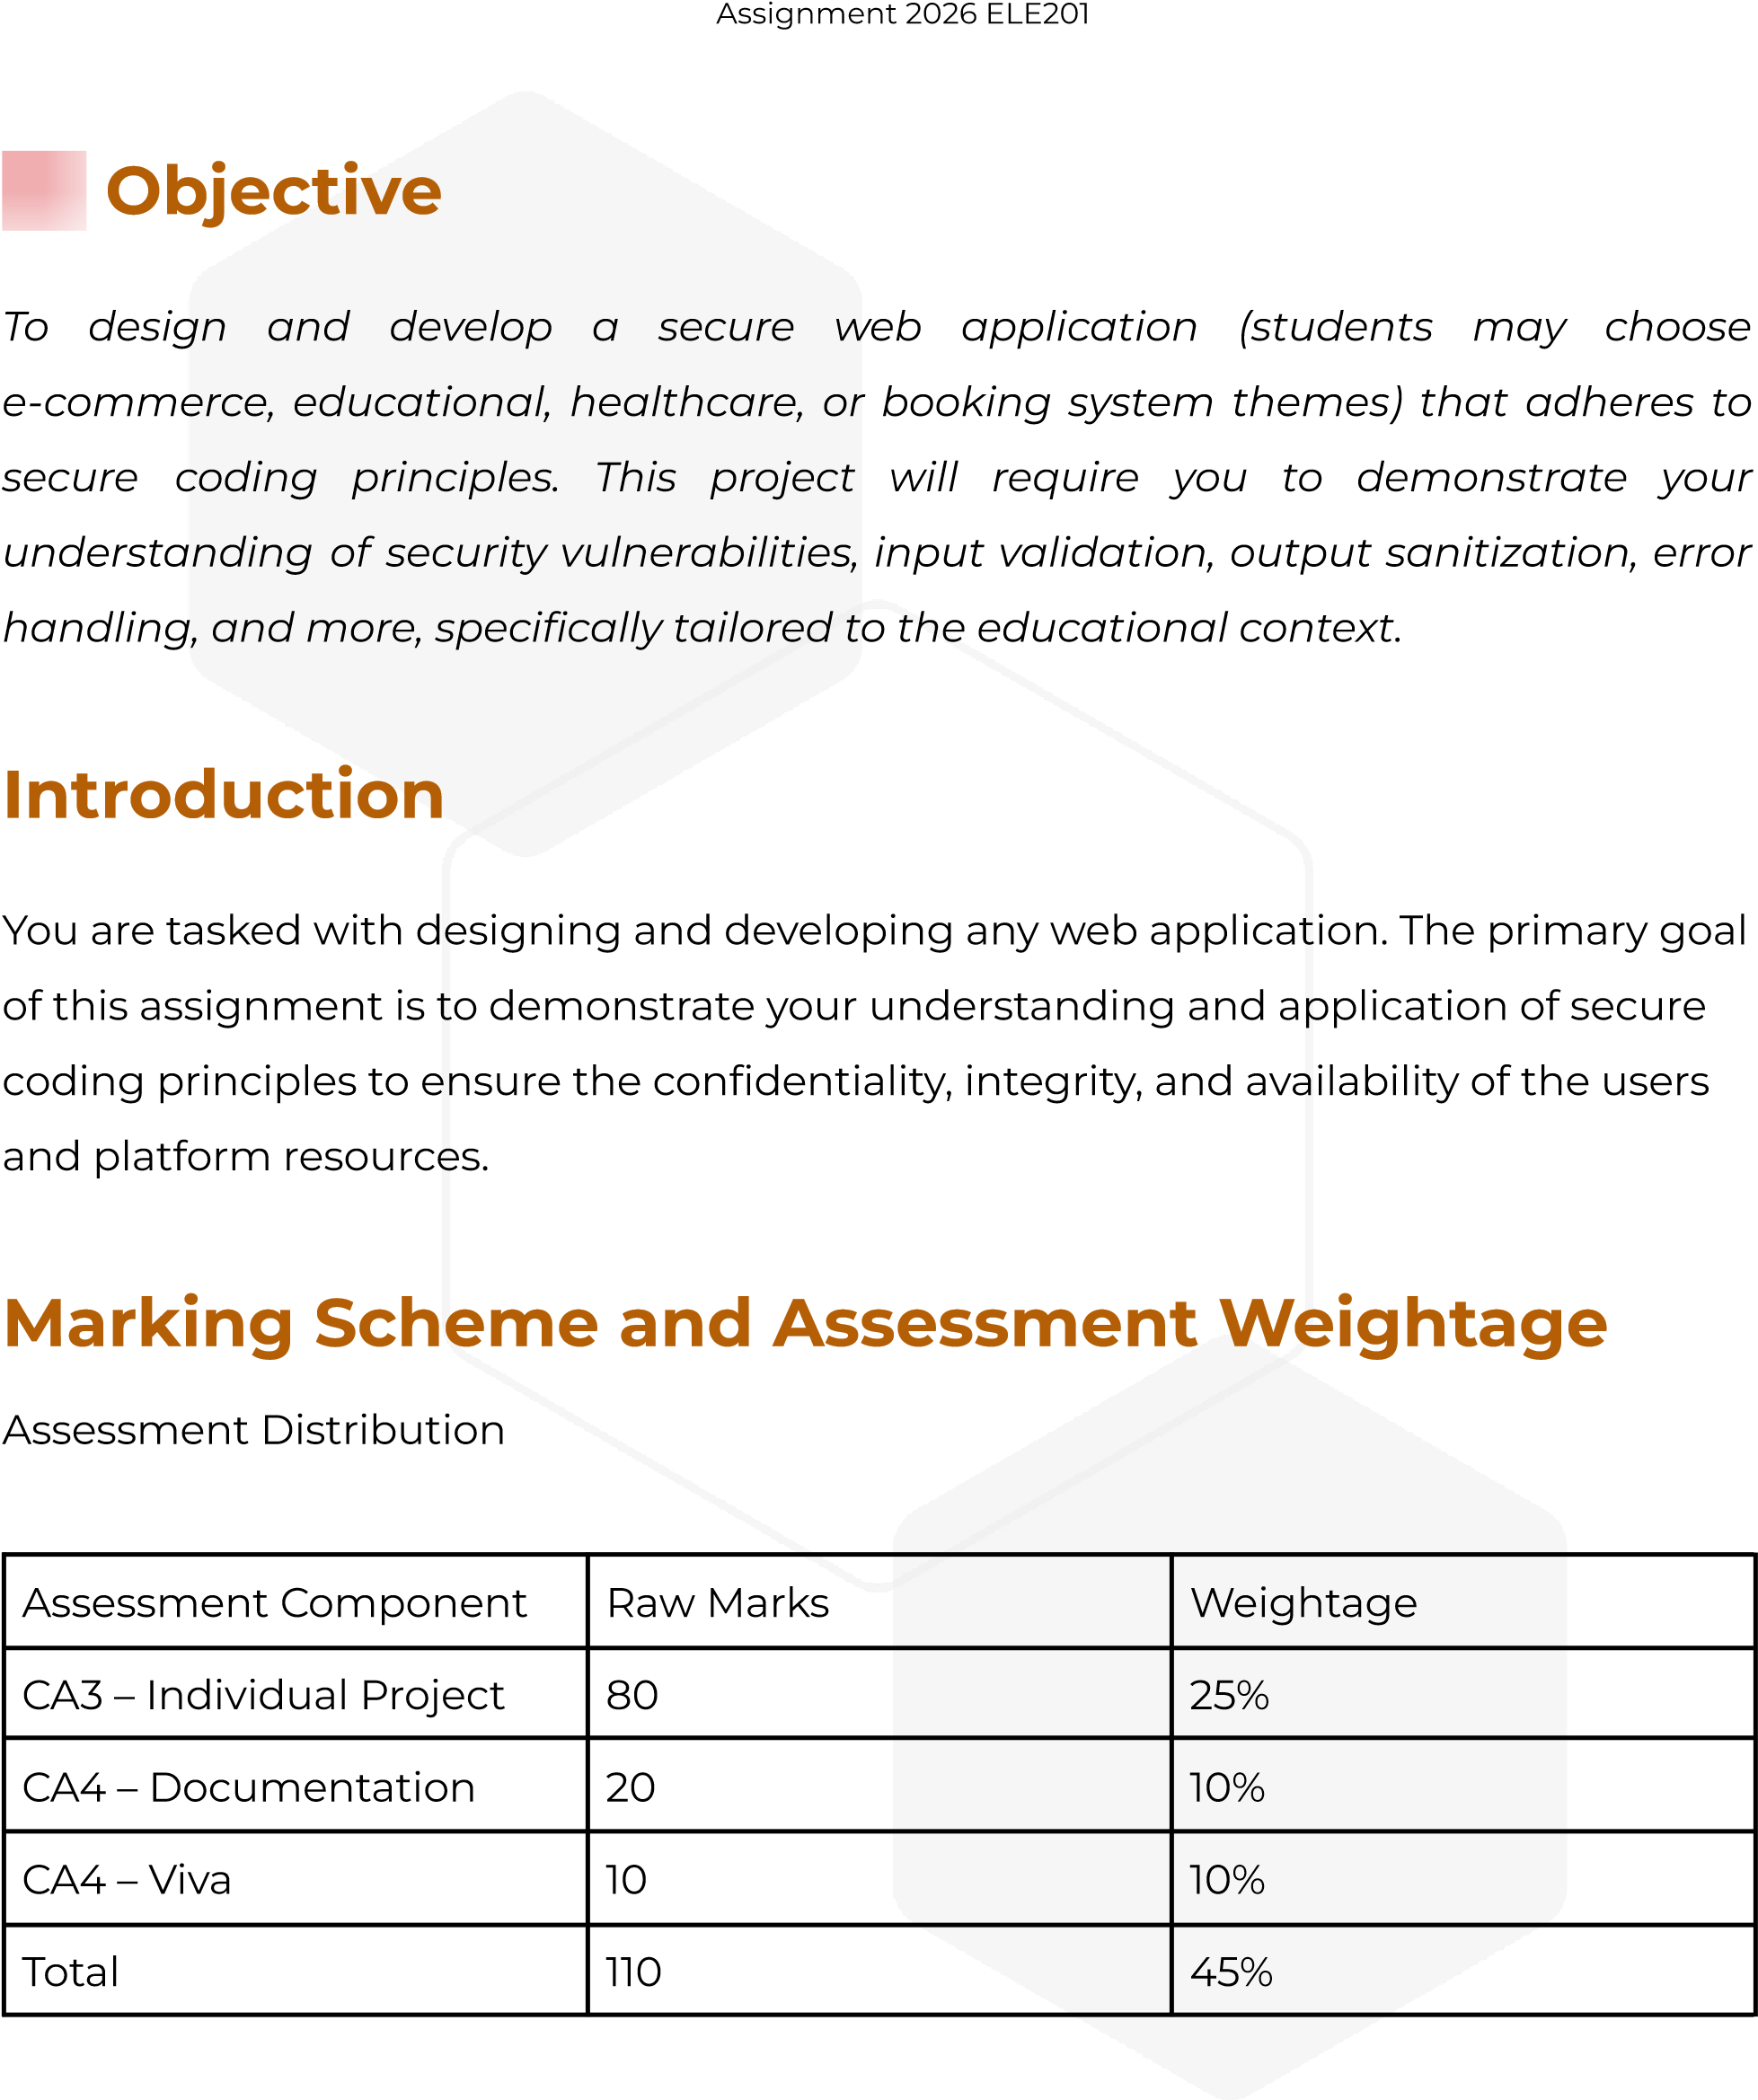 Assignment 2026 ELE201
Objective
To design and develop a secure web application (students may choose
e-commerce, educational, healthcare, or booking system themes) that adheres to
secure coding principles. This project will require you to demonstrate your
understanding of security vulnerabilities, input validation, output sanitization, error
handling, and more, specifically tailored to the educational context.
Introduction
You are tasked with designing and developing any web application. The primary goal
of this assignment is to demonstrate your understanding and application of secure
coding principles to ensure the confidentiality, integrity, and availability of the users
and platform resources.
Marking Scheme and Assessment Weightage
Assessment Distribution
Assessment Component Raw Marks Weightage
CA3 – Individual Project 80 25%
CA4 – Documentation 20 10%
CA4 – Viva 10 10%
Total 110 45%